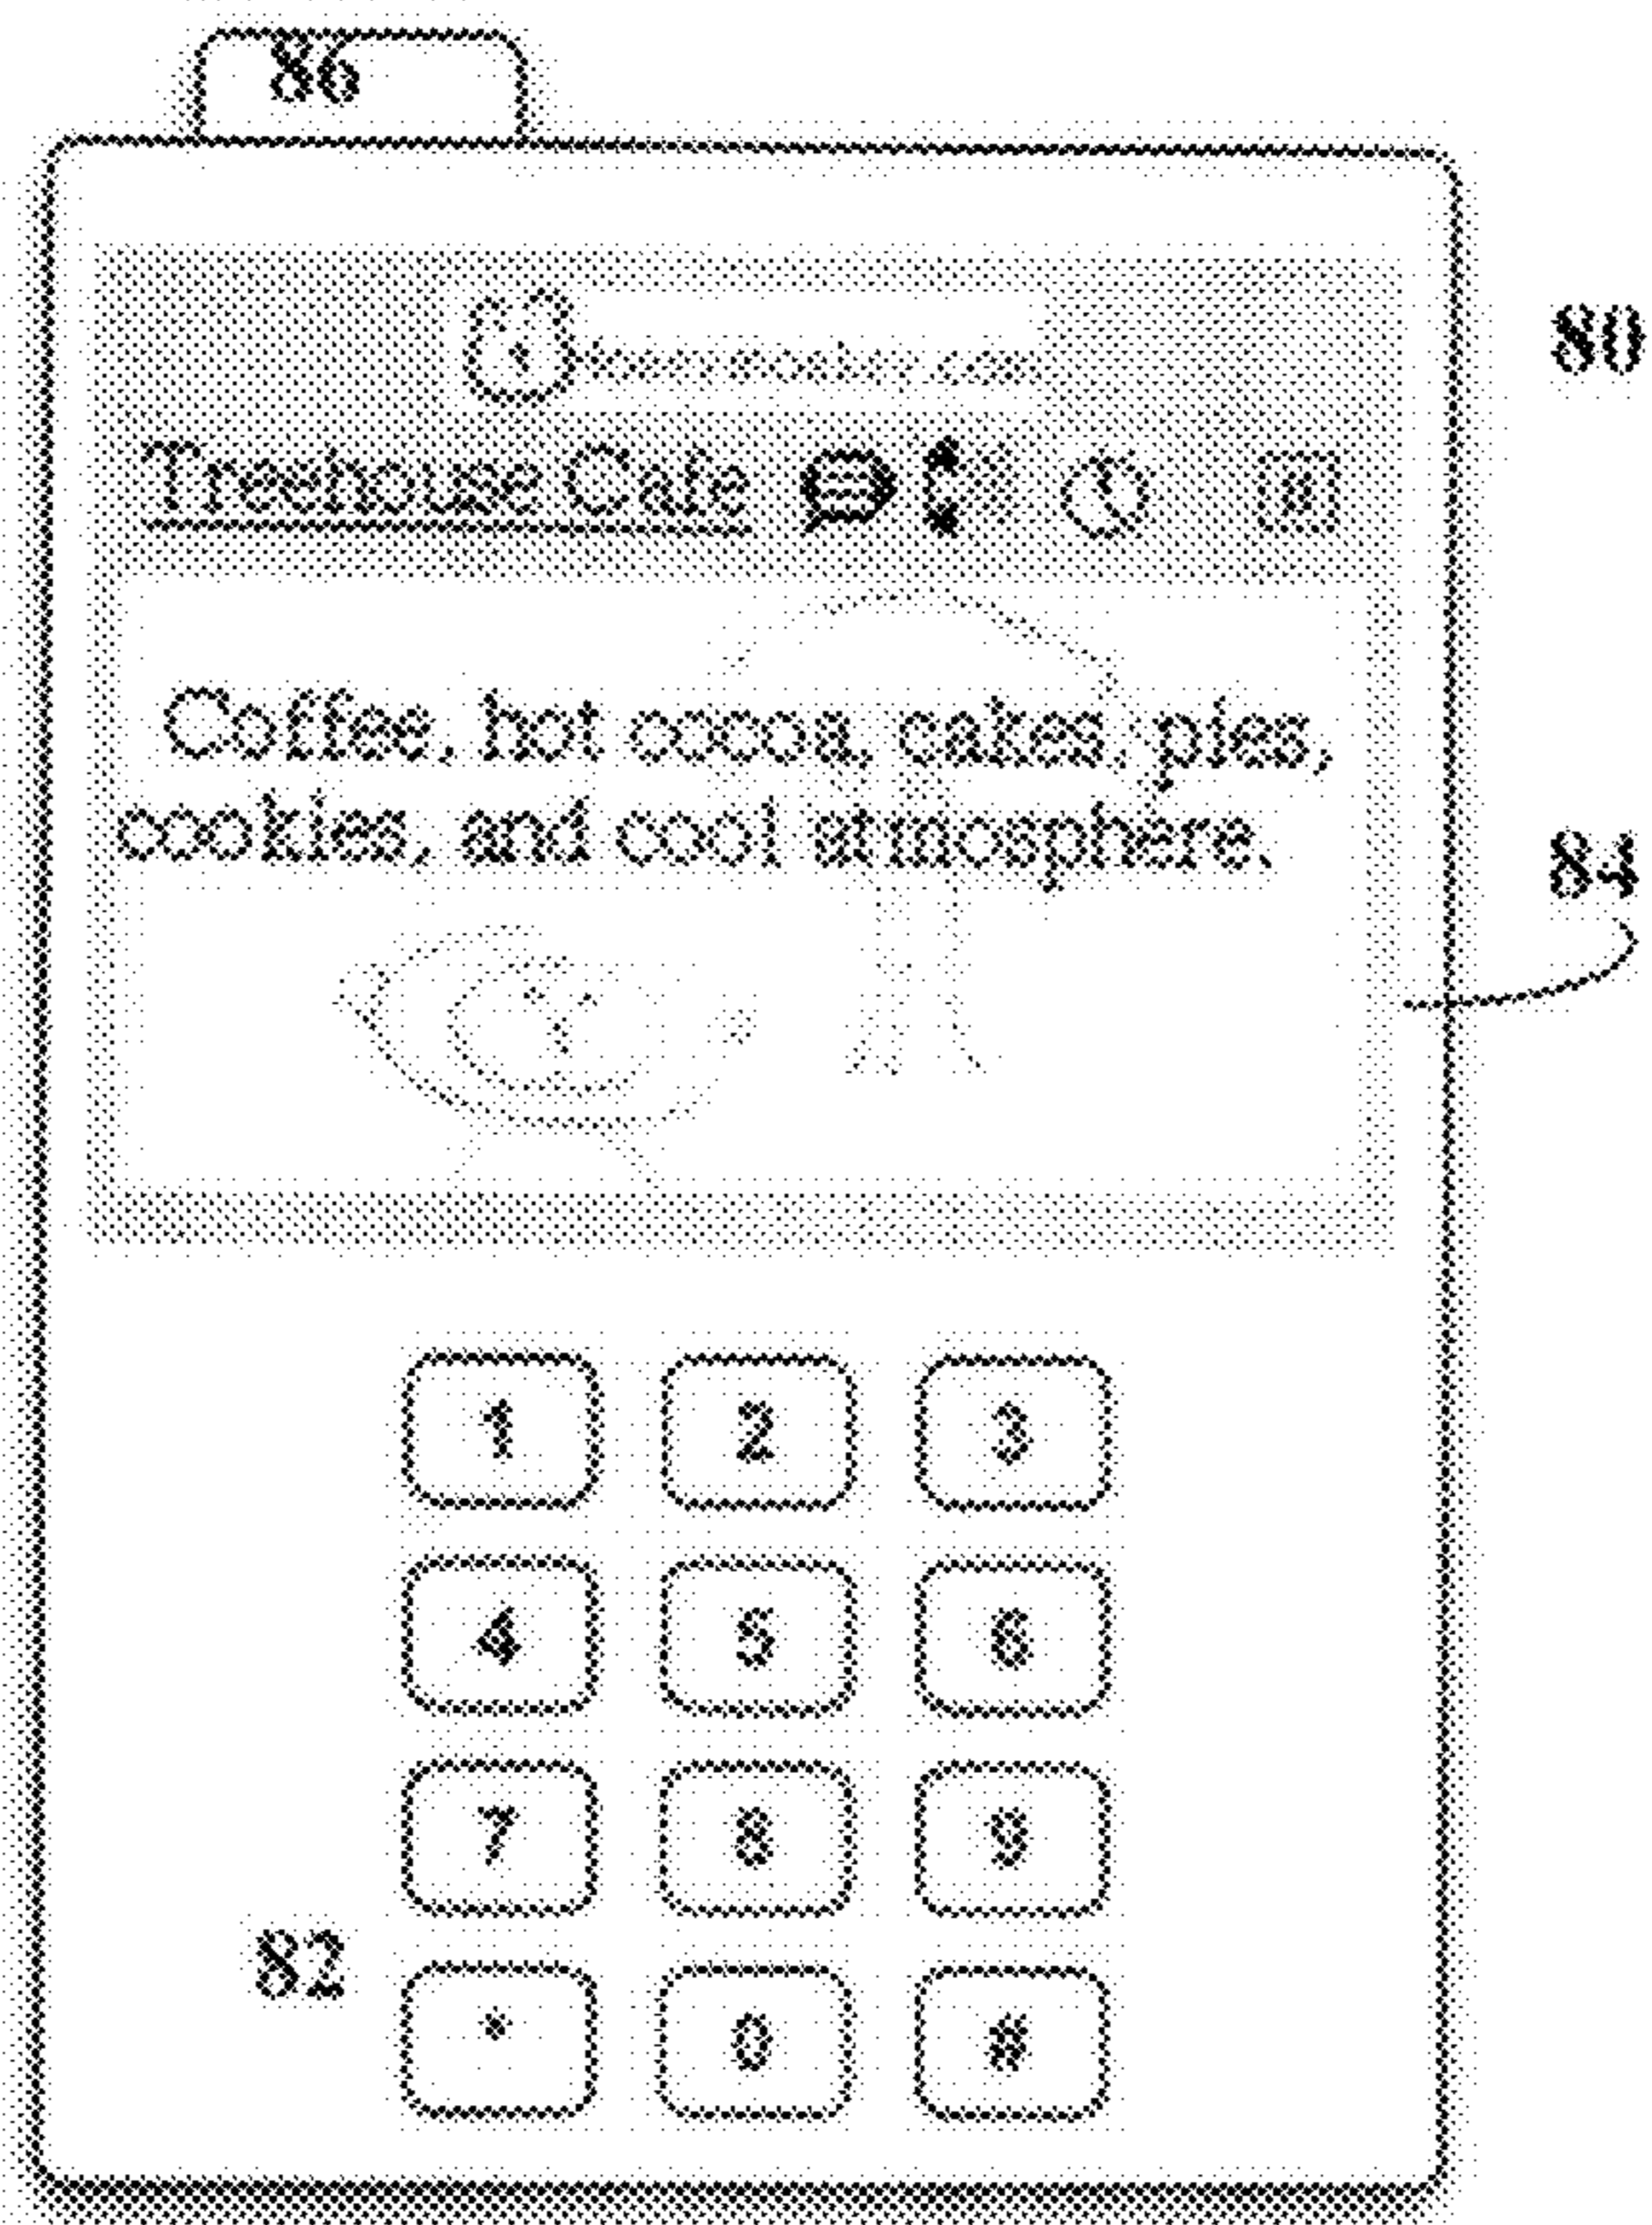 86
80
Treehouse Cafe
Coffee, hot cocoa, cakes, pies,
cookies, and cool atmosphere.
84
1 2 3
4 5 6
7 8 9
82
* 0 #